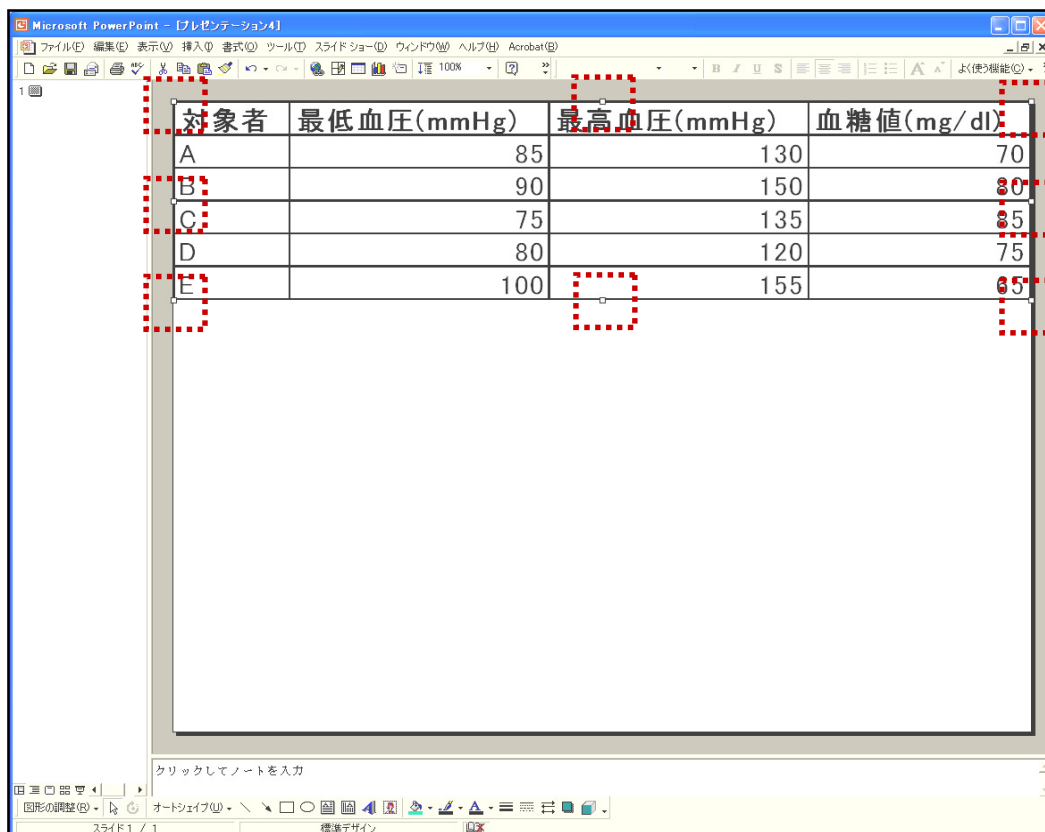 Microsoft PowerPoint - [プレゼンテーション4]
ファイル(F) 編集(E) 表示(V) 挿入(I) 書式(O) ツール(T) スライド ショー(D) ウィンドウ(W) ヘルプ(H) Acrobat(B)
100% B I U S よく使う機能(C)
1
対象者 最低血圧(mmHg) 最高血圧(mmHg) 血糖値(mg/dl)
A 85 130 70
B 90 150 80
C 75 135 85
D 80 120 75
E 100 155 65
クリックしてノートを入力
図形の調整(R) オートシェイプ(U)
スライド 1 / 1 標準デザイン